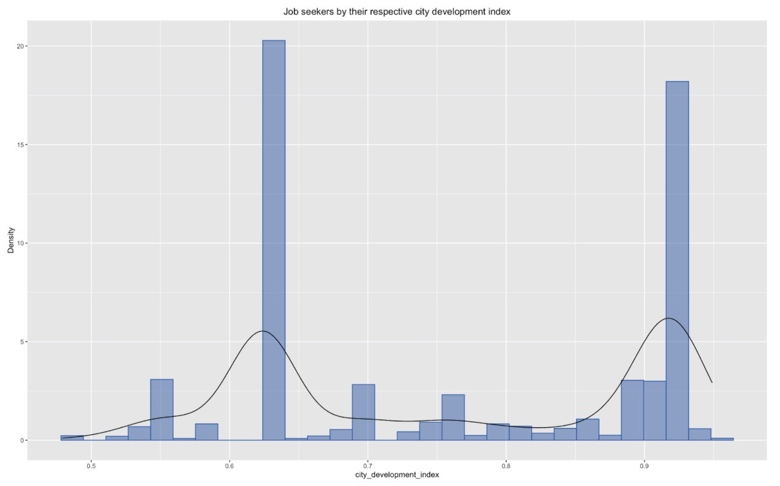 Job seekers by their respective city development index
20
15
10
5
0
Density
0.5 0.6 0.7 0.8 0.9
city_development_index